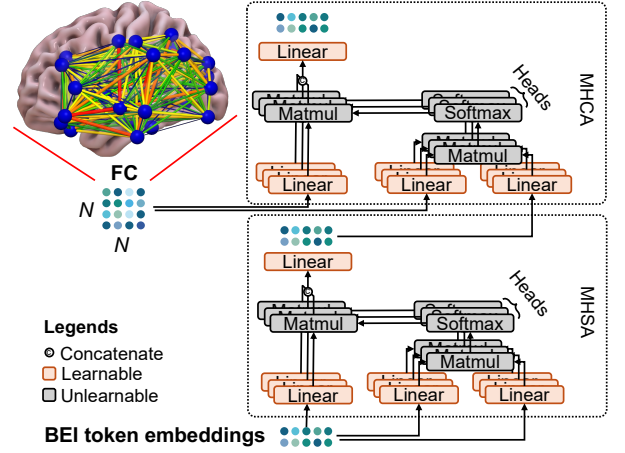 Linear
Heads
Matmul
Softmax
MHCA
Matmul
FC
Linear
Linear
Linear
N
N
Linear
Heads
Matmul
Softmax
MHSA
Matmul
Legends
Concatenate
Learnable
Unlearnable
Linear
Linear
Linear
BEI token embeddings